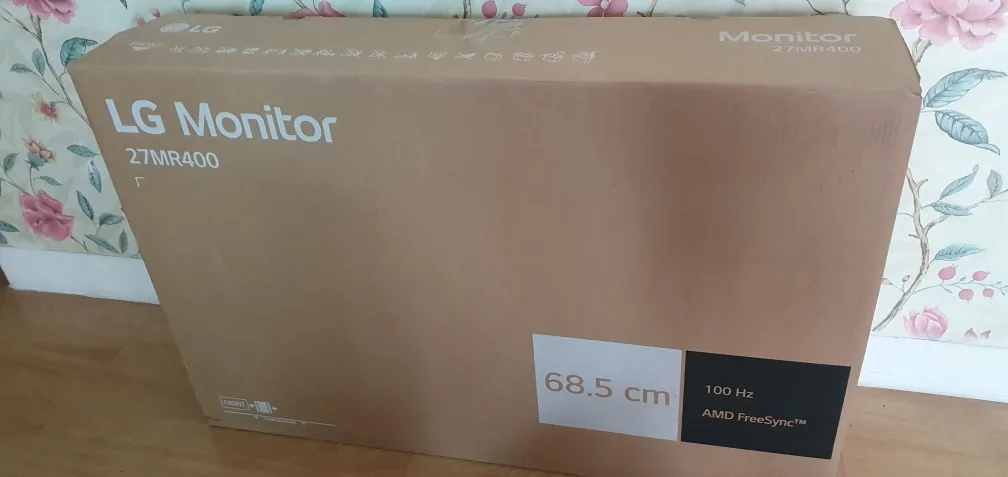 LG
Monitor
27MR400
LG Monitor
27MR400
FRONT
68.5 cm
100 Hz
AMD FreeSync™